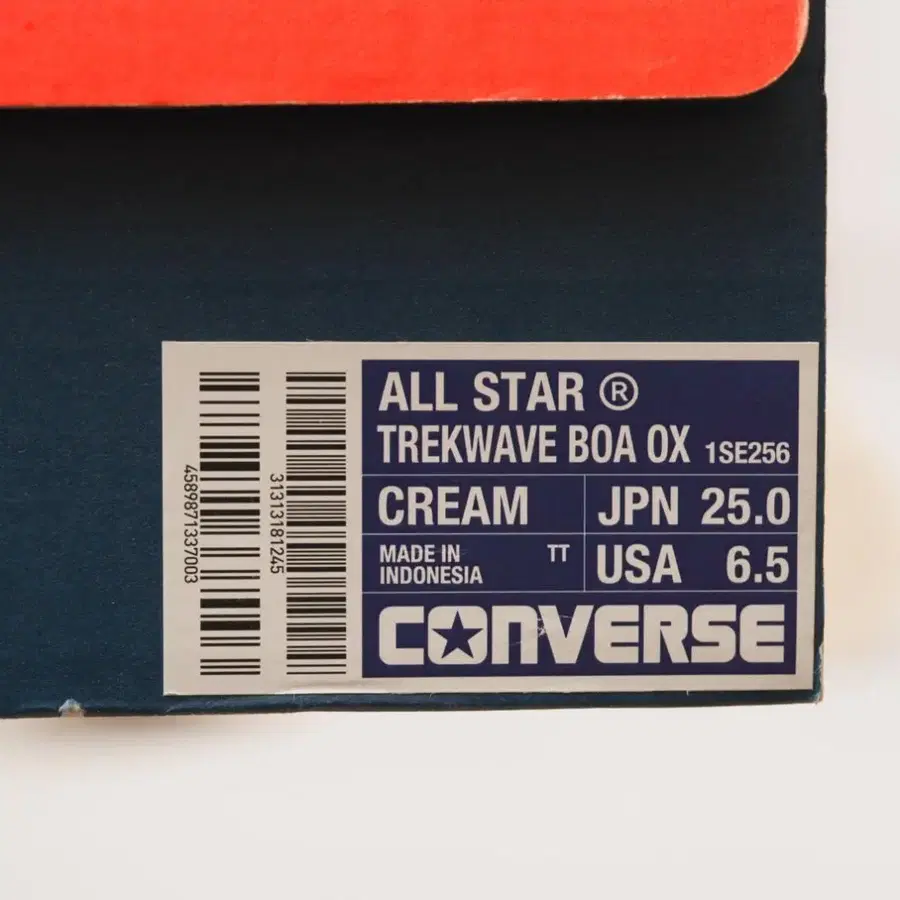 4589871337003
31313181245
ALL STAR ®
TREKWAVE BOA OX 1SE256
CREAM
JPN 25.0
MADE IN
INDONESIA
TT
USA 6.5
CONVERSE